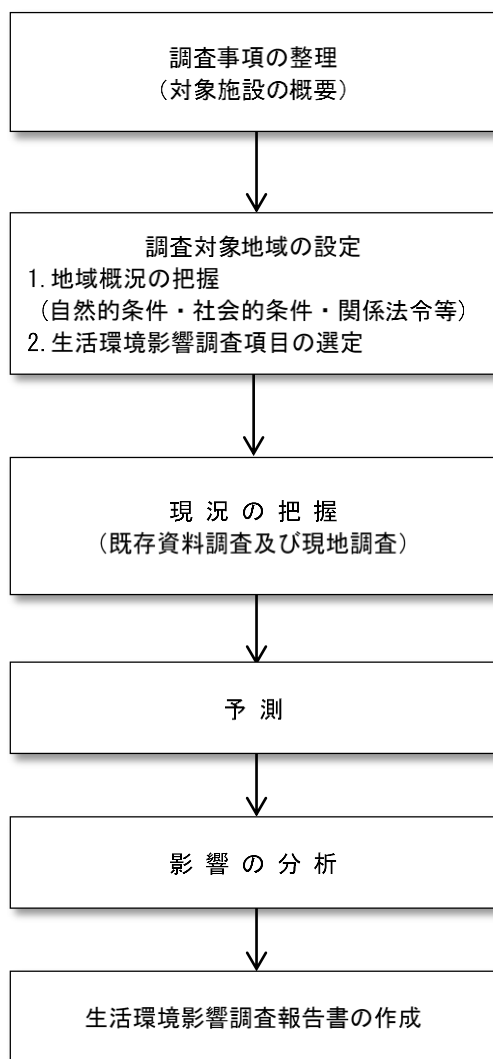 調査事項の整理
（対象施設の概要）
調査対象地域の設定
1.地域概況の把握
（自然的条件・社会的条件・関係法令等）
2.生活環境影響調査項目の選定
現 況 の 把 握
（既存資料調査及び現地調査）
予 測
影 響 の 分 析
生活環境影響調査報告書の作成